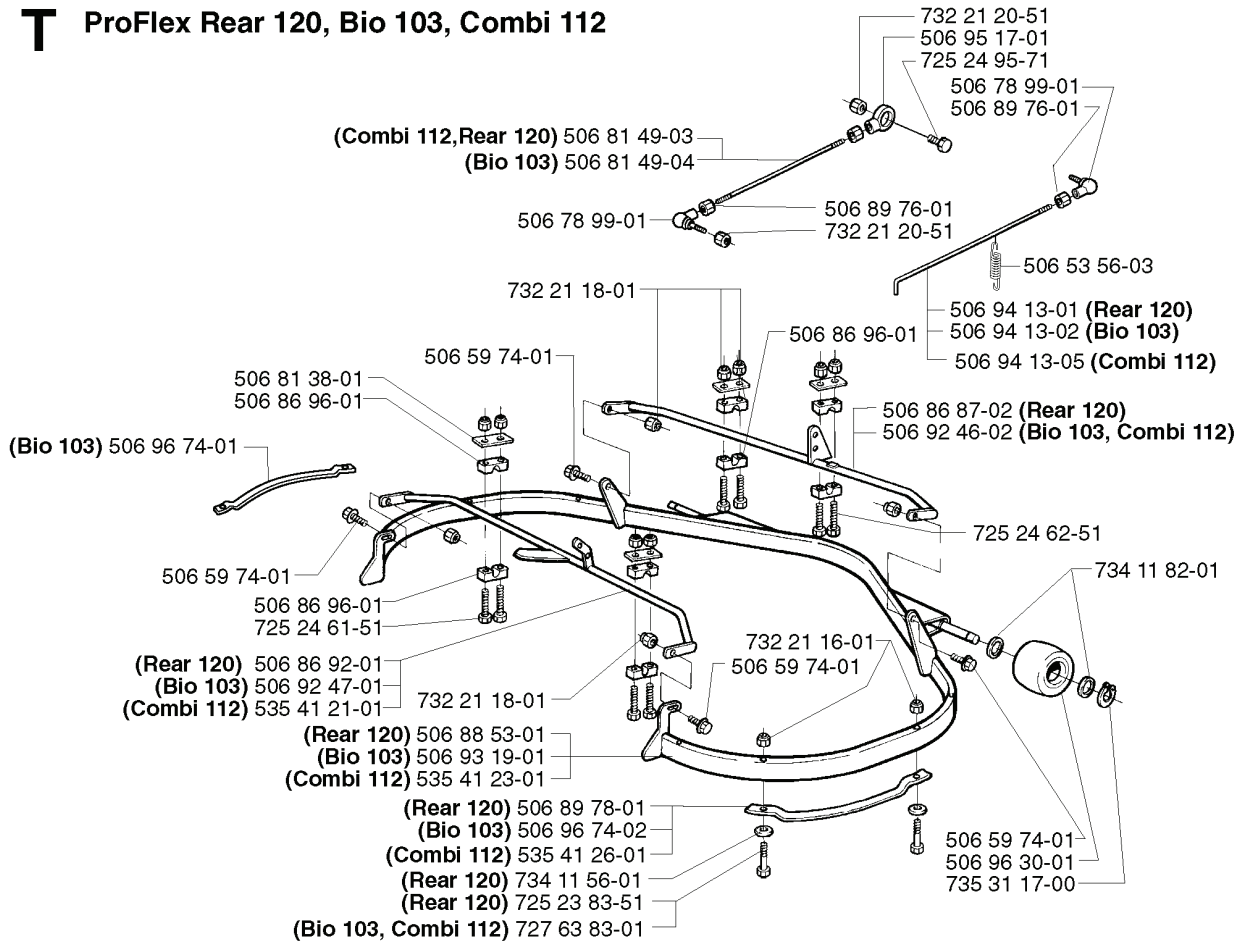 T ProFlex Rear 120, Bio 103, Combi 112
732 21 20-51
506 95 17-01
725 24 95-71
506 78 99-01
506 89 76-01
(Combi 112,Rear 120) 506 81 49-03
(Bio 103) 506 81 49-04
506 78 99-01
506 89 76-01
732 21 20-51
506 53 56-03
732 21 18-01
506 94 13-01 (Rear 120)
506 94 13-02 (Bio 103)
506 94 13-05 (Combi 112)
506 86 96-01
506 59 74-01
506 81 38-01
506 86 96-01
506 86 87-02 (Rear 120)
506 92 46-02 (Bio 103, Combi 112)
(Bio 103) 506 96 74-01
725 24 62-51
506 59 74-01
734 11 82-01
506 86 96-01
725 24 61-51
732 21 16-01
506 59 74-01
(Rear 120) 506 86 92-01
(Bio 103) 506 92 47-01
(Combi 112) 535 41 21-01
732 21 18-01
(Rear 120) 506 88 53-01
(Bio 103) 506 93 19-01
(Combi 112) 535 41 23-01
(Rear 120) 506 89 78-01
(Bio 103) 506 96 74-02
(Combi 112) 535 41 26-01
506 59 74-01
506 96 30-01
735 31 17-00
(Rear 120) 734 11 56-01
(Rear 120) 725 23 83-51
(Bio 103, Combi 112) 727 63 83-01